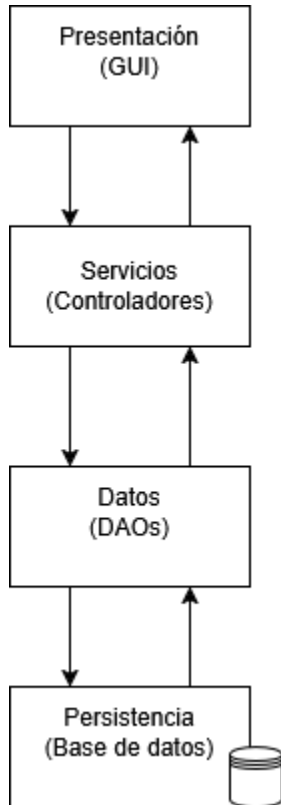 Presentación
(GUI)
Servicios
(Controladores)
Datos
(DAOs)
Persistencia
(Base de datos)